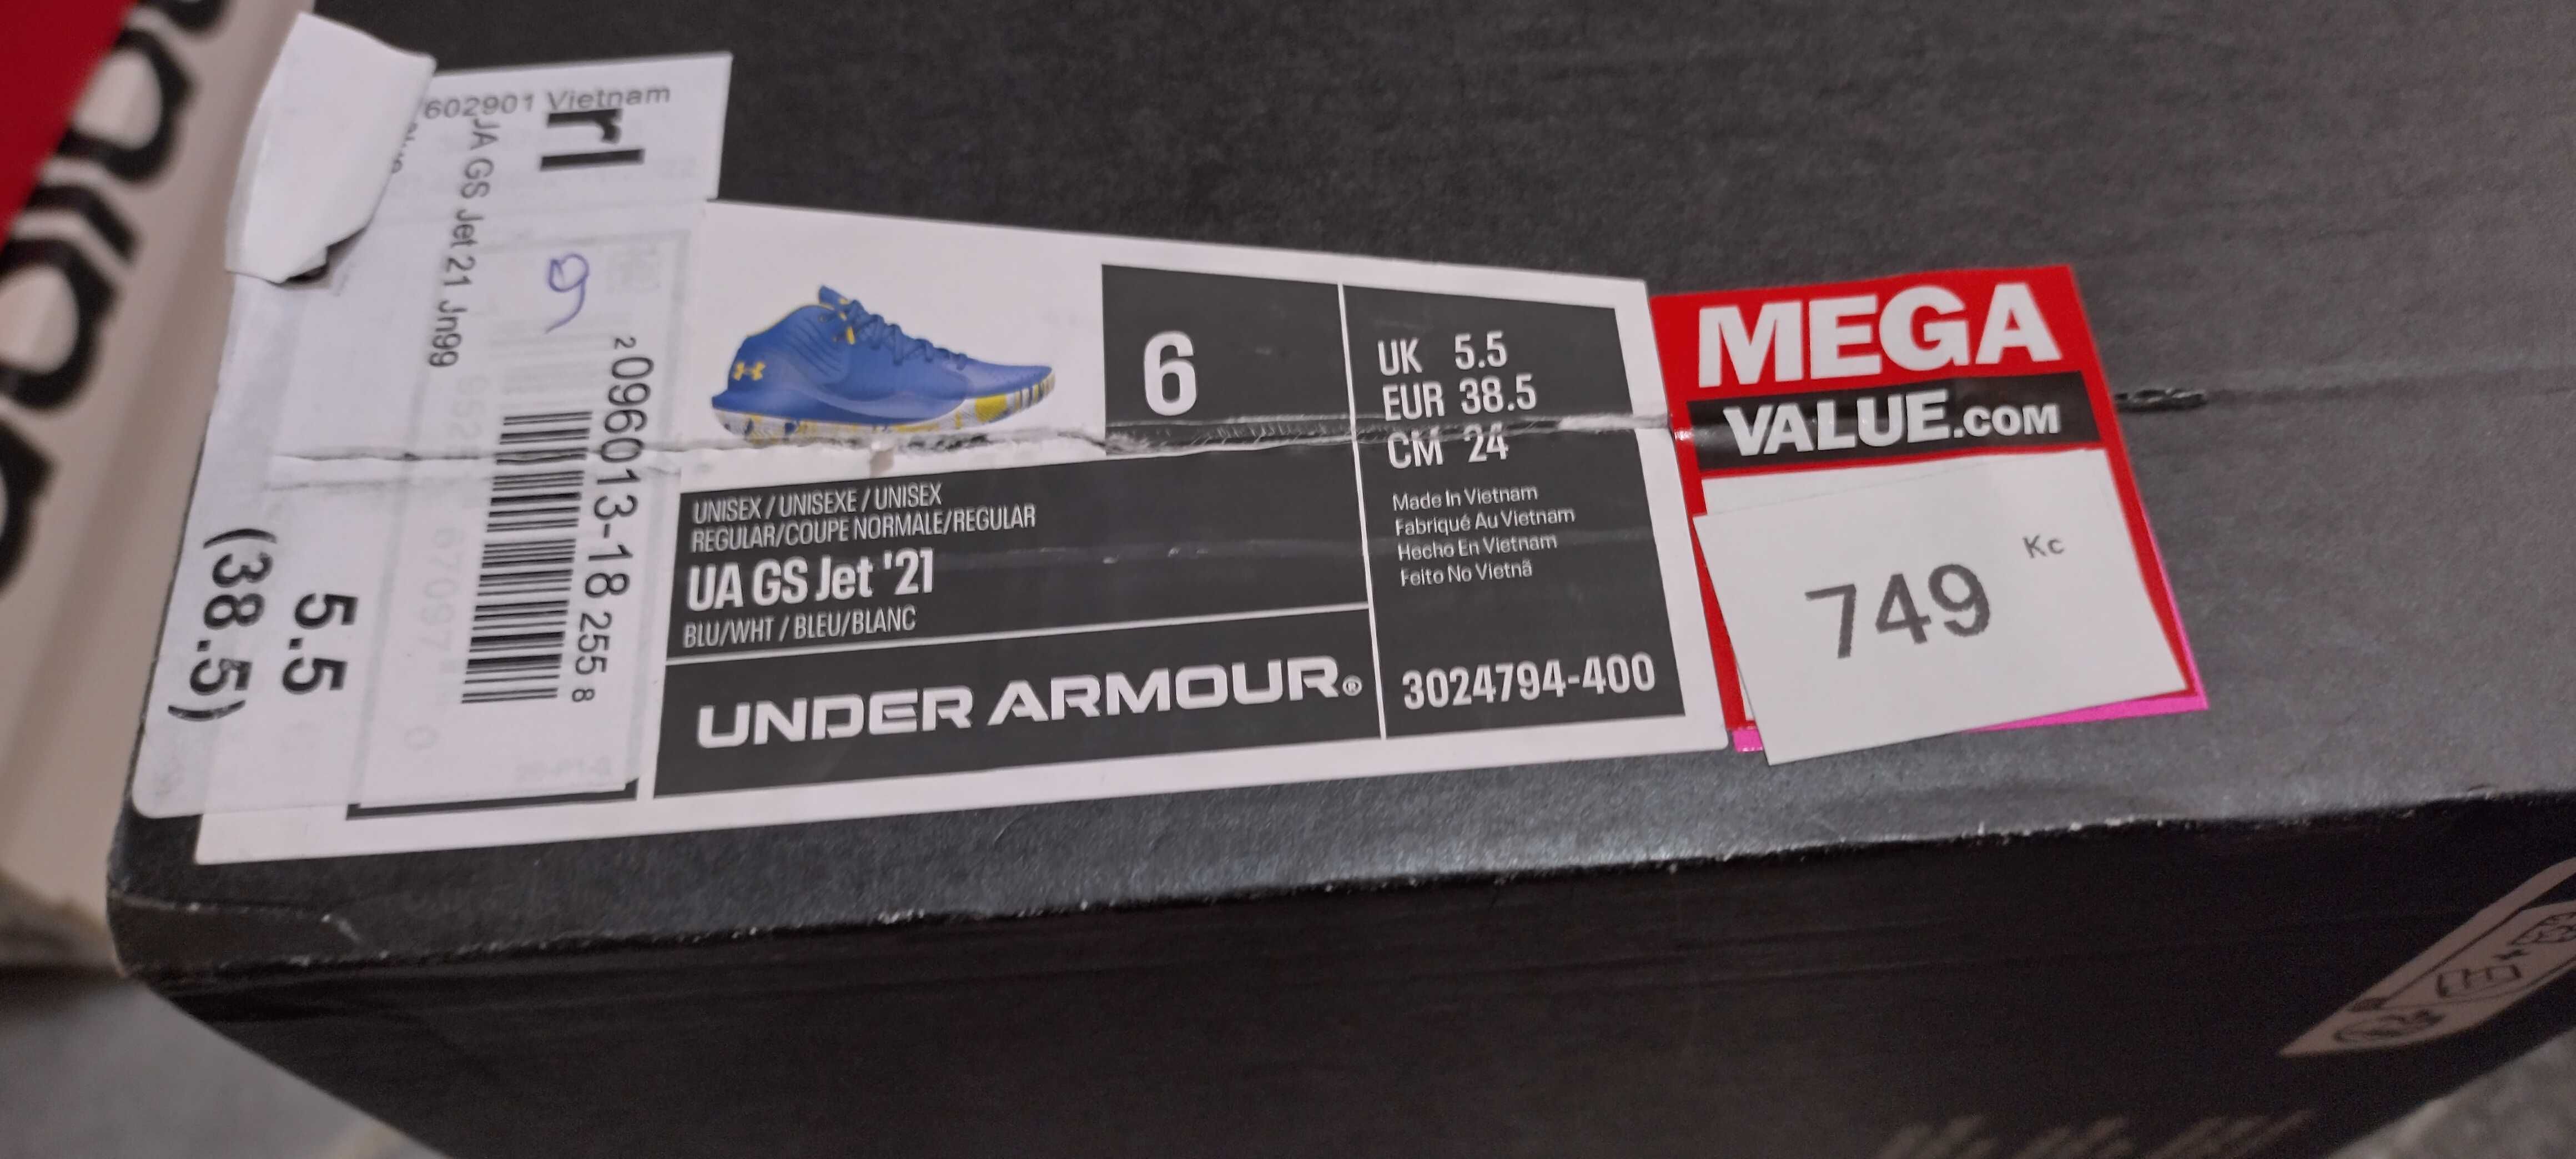 602901 Vietnam
rl
JA GS Jet 21 Jn99
2 096013-18 255 8
5.5
(38.5)
6
UK 5.5
EUR 38.5
CM 24
UNISEX / UNISEXE / UNISEX
REGULAR/COUPE NORMALE/REGULAR
UA GS Jet '21
BLU/WHT / BLEU/BLANC
UNDER ARMOUR®
Made In Vietnam
Fabriqué Au Vietnam
Hecho En Vietnam
Feito No Vietnã
3024794-400
MEGA
VALUE.COM
749 Kc